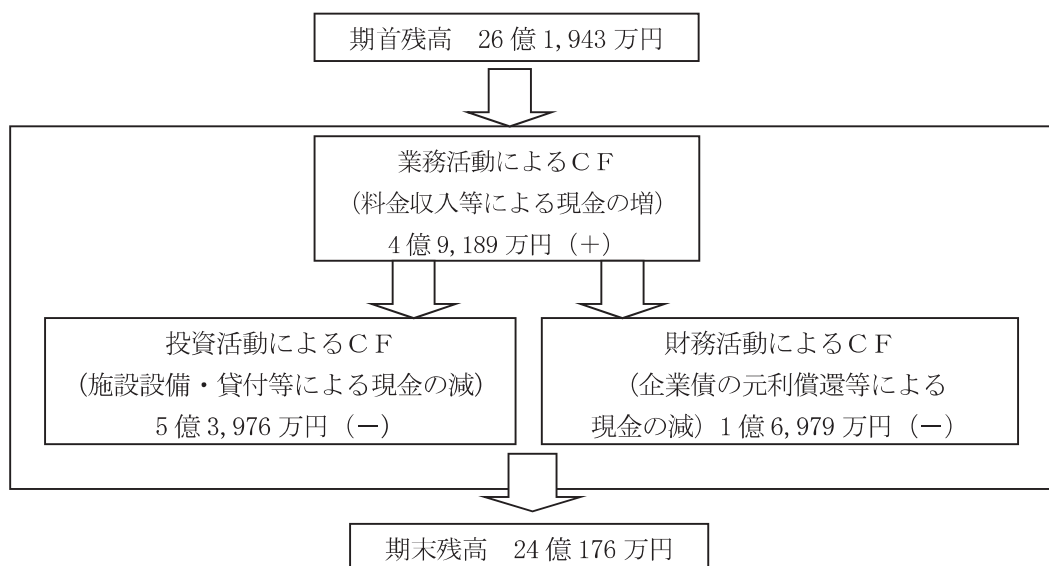 期首残高　26億1,943万円
業務活動によるＣＦ
（料金収入等による現金の増）
4億9,189万円（＋）
投資活動によるＣＦ
（施設設備・貸付等による現金の減）
5億3,976万円（－）
財務活動によるＣＦ
（企業債の元利償還等による
現金の減）1億6,979万円（－）
期末残高　24億176万円